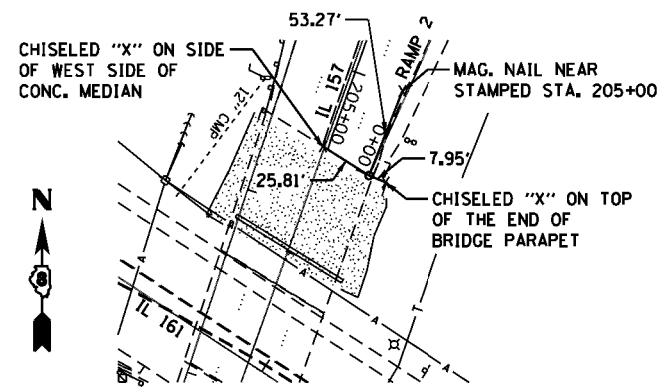 53.27'
CHISELED "X" ON SIDE
OF WEST SIDE OF
CONC. MEDIAN
RAMP 2
MAG. NAIL NEAR
STAMPED STA. 205+00
IL 157
205+00
0+00
12" CMP
7.95'
25.81'
CHISELED "X" ON TOP
OF THE END OF
BRIDGE PARAPET
N
8
IL 161
A
A
A
A
A
T